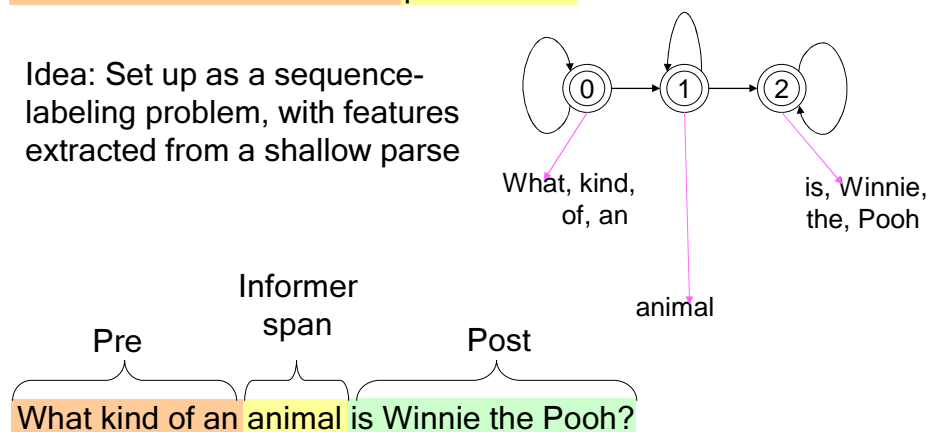 Idea: Set up as a sequence-
labeling problem, with features
extracted from a shallow parse
0
1
2
What, kind,
of, an
is, Winnie,
the, Pooh
animal
Informer
span
Pre
Post
What kind of an animal is Winnie the Pooh?